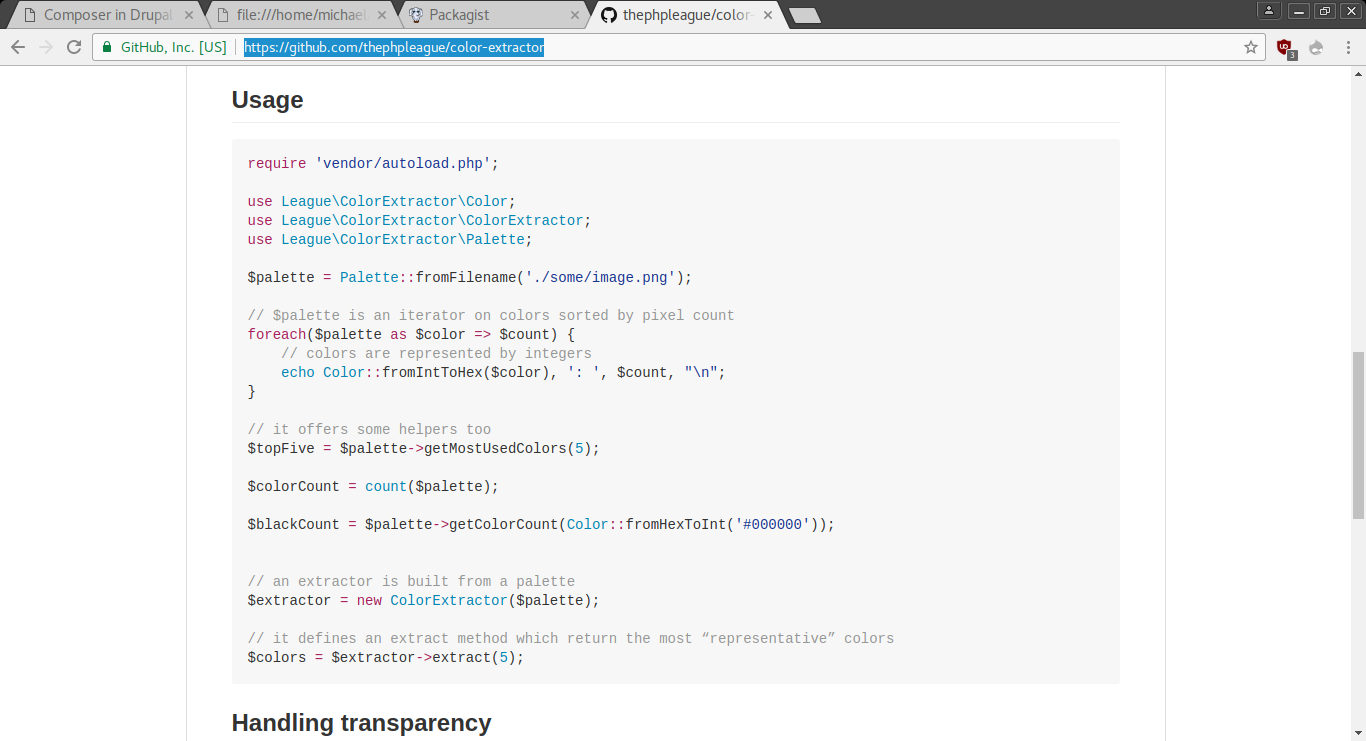 Composer in Drupal
file:///home/michael
Packagist
thephpleague/color-
GitHub, Inc. [US]
https://github.com/thephpleague/color-extractor
3
Usage
require 'vendor/autoload.php';
use League\ColorExtractor\Color;
use League\ColorExtractor\ColorExtractor;
use League\ColorExtractor\Palette;
$palette = Palette::fromFilename('./some/image.png');
// $palette is an iterator on colors sorted by pixel count
foreach($palette as $color => $count) {
    // colors are represented by integers
    echo Color::fromIntToHex($color), ': ', $count, "\n";
}
// it offers some helpers too
$topFive = $palette->getMostUsedColors(5);
$colorCount = count($palette);
$blackCount = $palette->getColorCount(Color::fromHexToInt('#000000'));
// an extractor is built from a palette
$extractor = new ColorExtractor($palette);
// it defines an extract method which return the most “representative” colors
$colors = $extractor->extract(5);
Handling transparency